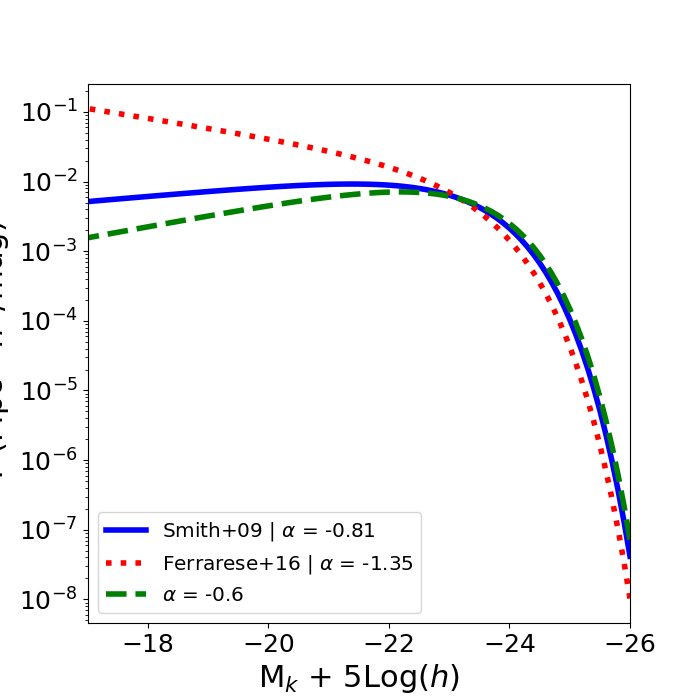 10⁻¹
10⁻²
10⁻³
10⁻⁴
10⁻⁵
10⁻⁶
10⁻⁷
10⁻⁸
Smith+09 | α = -0.81
Ferrarese+16 | α = -1.35
α = -0.6
−18 −20 −22 −24 −26
Mₖ + 5Log(h)